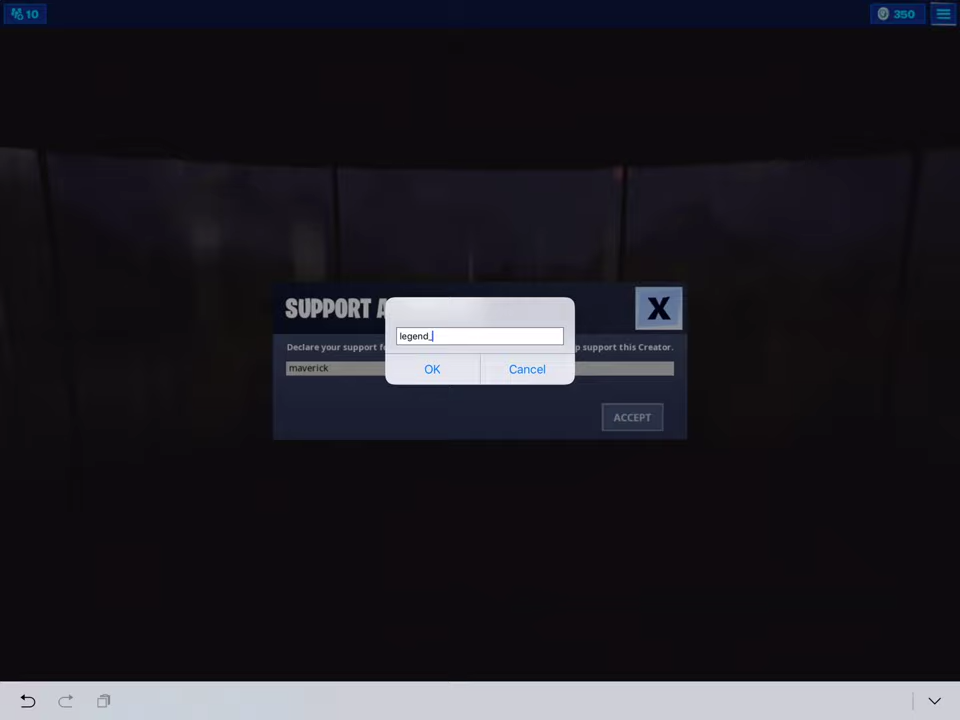 10
350
SUPPORT A
Declare your support f
p support this Creator.
legend_
maverick
OK
Cancel
X
ACCEPT